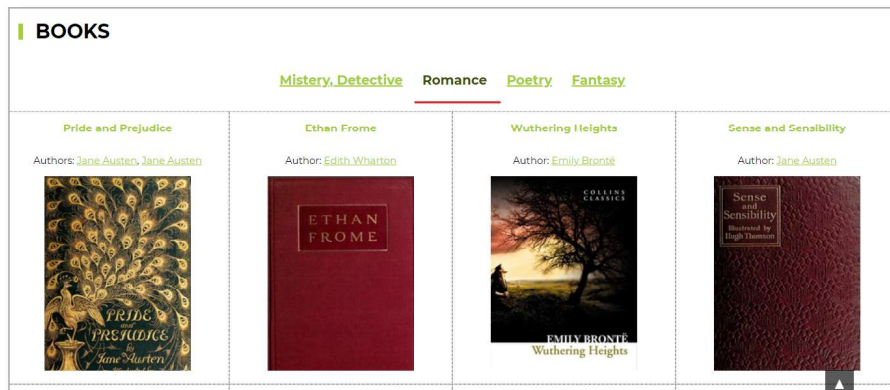 BOOKS
Mistery, Detective Romance Poetry Fantasy
Pride and Prejudice
Authors: Jane Austen, Jane Austen
PRIDE
and
PREJUDICE
by
Jane Austen
Ethan Frome
Author: Edith Wharton
ETHAN
FROME
Wuthering Heights
Author: Emily Brontë
COLLINS
CLASSICS
EMILY BRONTË
Wuthering Heights
Sense and Sensibility
Author: Jane Austen
Sense
and
Sensibility
Illustrated by
Hugh Thomson